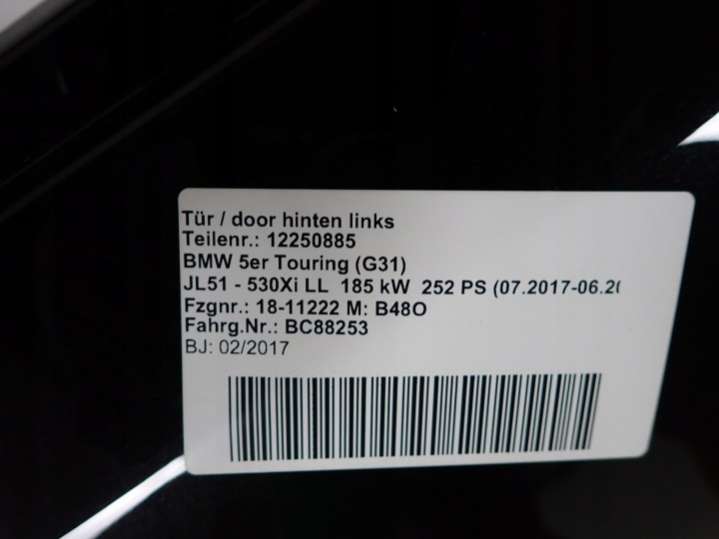 Tür / door hinten links
Teilenr.: 12250885
BMW 5er Touring (G31)
JL51 - 530Xi LL 185 kW 252 PS (07.2017-06.20
Fzgnr.: 18-11222 M: B48O
Fahrg.Nr.: BC88253
BJ: 02/2017